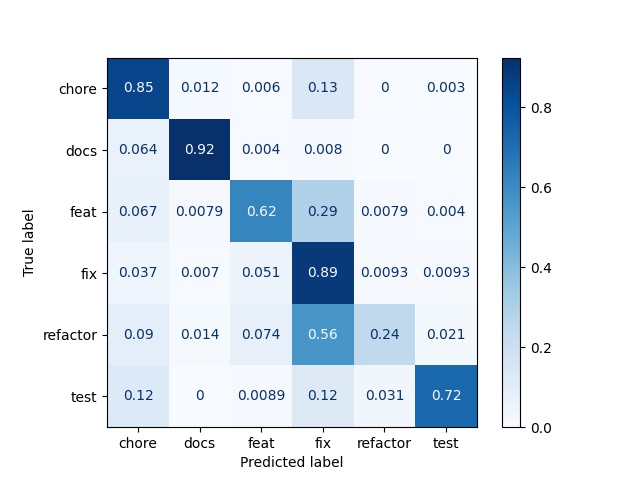 chore 0.85 0.012 0.006 0.13 0 0.003
0.8
docs 0.064 0.92 0.004 0.008 0 0
0.6
feat 0.067 0.0079 0.62 0.29 0.0079 0.004
True label
fix 0.037 0.007 0.051 0.89 0.0093 0.0093
0.4
refactor 0.09 0.014 0.074 0.56 0.24 0.021
0.2
test 0.12 0 0.0089 0.12 0.031 0.72
0.0
chore docs feat fix refactor test
Predicted label